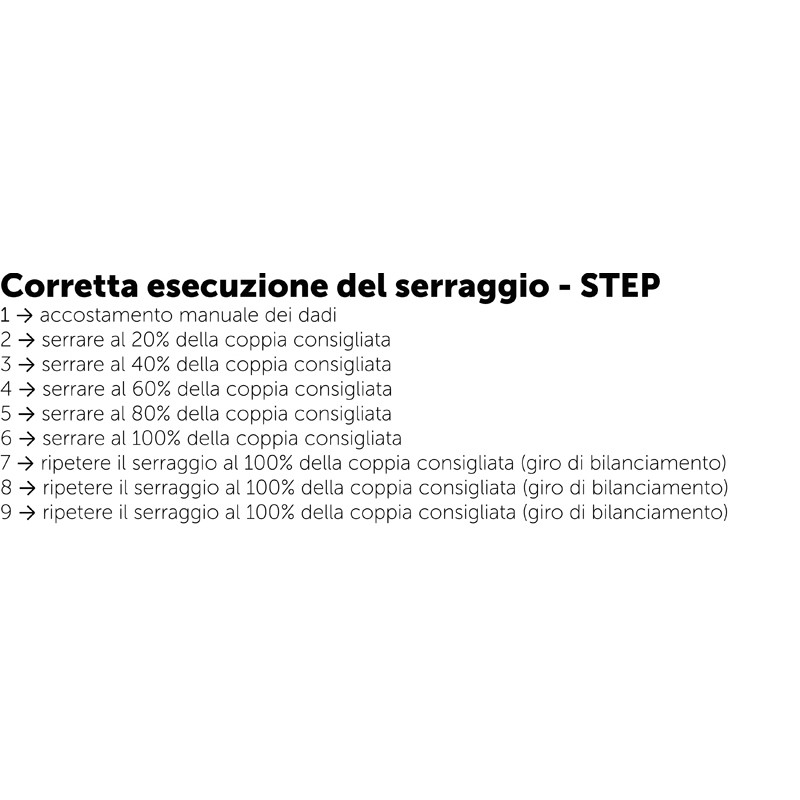 Corretta esecuzione del serraggio - STEP
1 → accostamento manuale dei dadi
2 → serrare al 20% della coppia consigliata
3 → serrare al 40% della coppia consigliata
4 → serrare al 60% della coppia consigliata
5 → serrare al 80% della coppia consigliata
6 → serrare al 100% della coppia consigliata
7 → ripetere il serraggio al 100% della coppia consigliata (giro di bilanciamento)
8 → ripetere il serraggio al 100% della coppia consigliata (giro di bilanciamento)
9 → ripetere il serraggio al 100% della coppia consigliata (giro di bilanciamento)